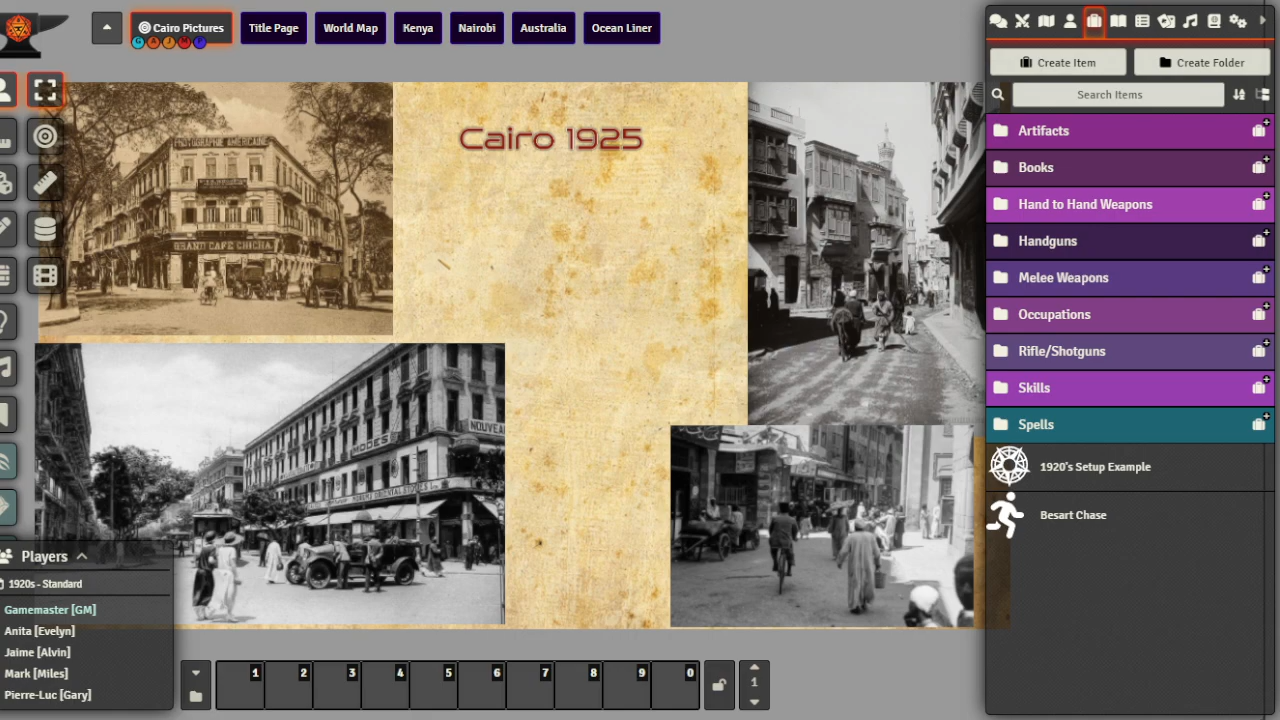 Cairo Pictures
G A J M P
Title Page
World Map
Kenya
Nairobi
Australia
Ocean Liner
Create Item
Create Folder
Search Items
Artifacts
Books
Hand to Hand Weapons
Handguns
Melee Weapons
Occupations
Rifle/Shotguns
Skills
Spells
1920's Setup Example
Besart Chase
Cairo 1925
PHOTOGRAPHIE AMERICAINE
GRAND CAFE CHICHA
MODES
NOUVEA
Players
1920s - Standard
Gamemaster [GM]
Anita [Evelyn]
Jaime [Alvin]
Mark [Miles]
Pierre-Luc [Gary]
1 2 3 4 5 6 7 8 9 0
1